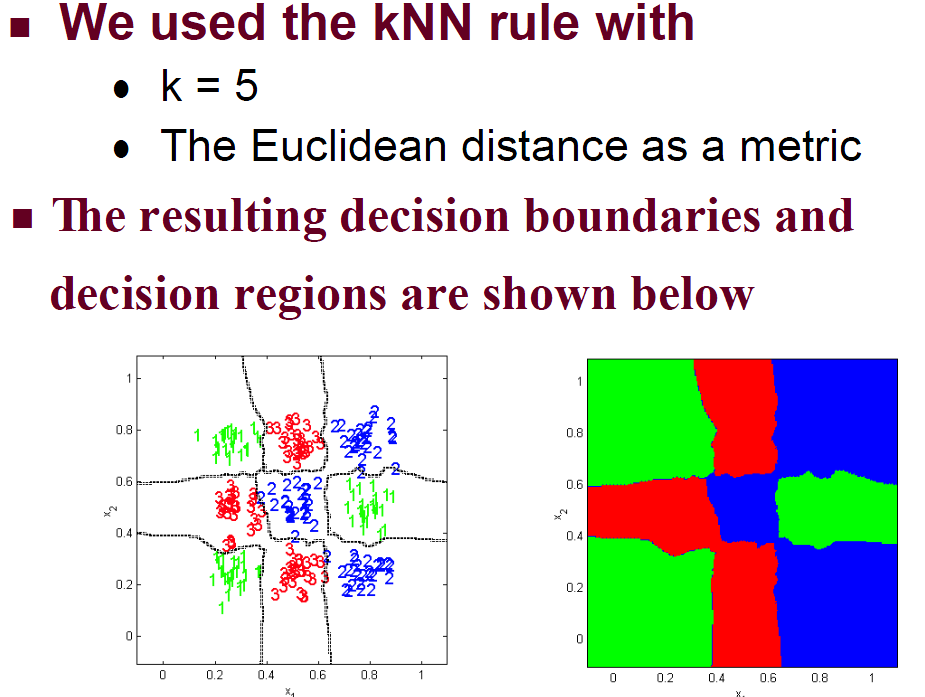 We used the kNN rule with
k = 5
The Euclidean distance as a metric
The resulting decision boundaries and
decision regions are shown below
1
0.8
0.6
0.4
0.2
0
x2
0 0.2 0.4 0.6 0.8 1
x1
1
0.8
0.6
0.4
0.2
0
x2
0 0.2 0.4 0.6 0.8 1